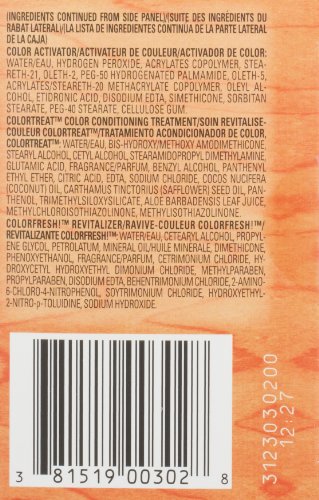 (INGREDIENTS CONTINUED FROM SIDE PANEL)/(SUITE DES INGRÉDIENTS DU
RABAT LATERAL)/(LA LISTA DE INGREDIENTES CONTINUA DE LA PARTE LATERAL
DE LA CAJA)
COLOR ACTIVATOR/ACTIVATEUR DE COULEUR/ACTIVADOR DE COLOR:
WATER/EAU, HYDROGEN PEROXIDE, ACRYLATES COPOLYMER, STEA-
RETH-21, OLETH-2, PEG-50 HYDROGENATED PALMAMIDE, OLETH-5,
ACRYLATES/STEARETH-20 METHACRYLATE COPOLYMER, OLEYL AL-
COHOL, ETIDRONIC ACID, DISODIUM EDTA, SIMETHICONE, SORBITAN
STEARATE, PEG-40 STEARATE, CELLULOSE GUM.
COLORTREAT™ COLOR CONDITIONING TREATMENT/SOIN REVITALISE-
COULEUR COLORTREAT™/TRATAMIENTO ACONDICIONADOR DE COLOR,
COLORTREAT™: WATER/EAU, BIS-HYDROXY/METHOXY AMODIMETHICONE,
STEARYL ALCOHOL, CETYL ALCOHOL, STEARAMIDOPROPYL DIMETHYLAMINE,
GLUTAMIC ACID, FRAGRANCE/PARFUM, BENZYL ALCOHOL, PANTHENYL
ETHYL ETHER, CITRIC ACID, EDTA, SODIUM CHLORIDE, COCOS NUCIFERA
(COCONUT) OIL, CARTHAMUS TINCTORIUS (SAFFLOWER) SEED OIL, PAN-
THENOL, TRIMETHYLSILOXYSILICATE, ALOE BARBADENSIS LEAF JUICE,
METHYLCHLOROISOTHIAZOLINONE, METHYLISOTHIAZOLINONE.
COLORFRESH™ REVITALIZER/RAVIVE-COULEUR COLORFRESH™/
REVITALIZANTE COLORFRESH™: WATER/EAU, CETEARYL ALCOHOL, PROPY-
LENE GLYCOL, PETROLATUM, MINERAL OIL/HUILE MINERALE, DIMETHICONE,
PHENOXYETHANOL, FRAGRANCE/PARFUM, CETRIMONIUM CHLORIDE, HY-
DROXYCETYL HYDROXYETHYL DIMONIUM CHLORIDE, METHYLPARABEN,
PROPYLPARABEN, DISODIUM EDTA, BEHENTRIMONIUM CHLORIDE, 2-AMINO-
6-CHLORO-4-NITROPHENOL, SOYTRIMONIUM CHLORIDE, HYDROXYETHYL-
2-NITRO-p-TOLUIDINE, SODIUM HYDROXIDE.
3 81519 00302 8
3123030200
12:27